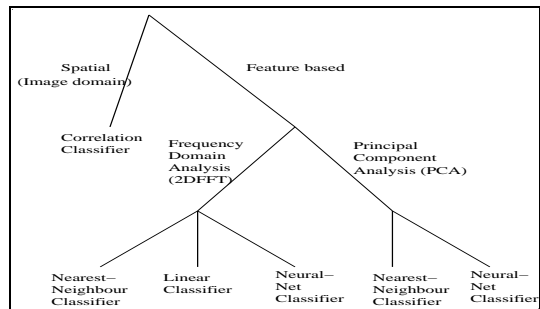 Spatial
(Image domain)
Feature based
Correlation
Classifier
Frequency
Domain
Analysis
(2DFFT)
Principal
Component
Analysis (PCA)
Nearest–
Neighbour
Classifier
Linear
Classifier
Neural–
Net
Classifier
Nearest–
Neighbour
Classifier
Neural–
Net
Classifier